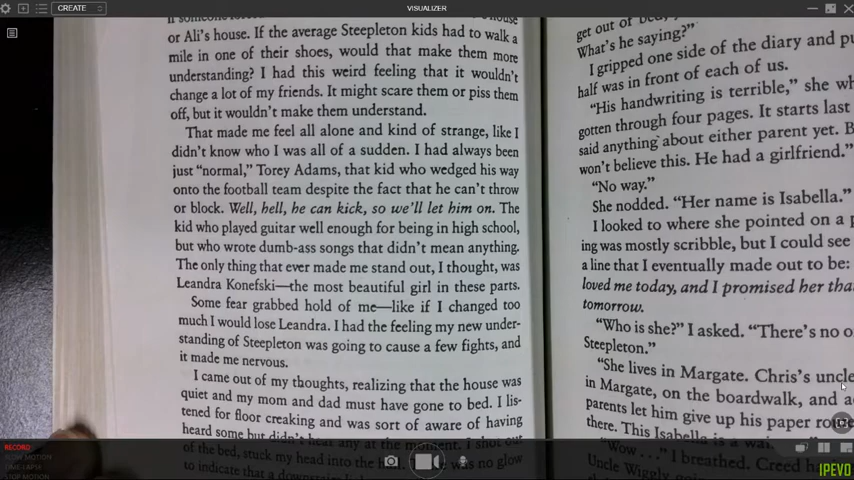 CREATE
VISUALIZER
or Ali's house. If the average Steepleton kids had to walk a
mile in one of their shoes, would that make them more
understanding? I had this weird feeling that it wouldn't
change a lot of my friends. It might scare them or piss them
off, but it wouldn't make them understand.
That made me feel all alone and kind of strange, like I
didn't know who I was all of a sudden. I had always been
just "normal," Torey Adams, that kid who wedged his way
onto the football team despite the fact that he can't throw
or block. Well, hell, he can kick, so we'll let him on. The
kid who played guitar well enough for being in high school,
but who wrote dumb-ass songs that didn't mean anything.
The only thing that ever made me stand out, I thought, was
Leandra Konefski—the most beautiful girl in these parts.
Some fear grabbed hold of me—like if I changed too
much I would lose Leandra. I had the feeling my new under-
standing of Steepleton was going to cause a few fights, and
it made me nervous.
I came out of my thoughts, realizing that the house was
quiet and my mom and dad must have gone to bed. I lis-
tened for floor creaking and was sort of aware of having
heard some but didn't hear any at the moment. I shot out
of the bed, stuck my head into the hall. There was no glow
to indicate that a downstairs
get out of bed,
What's he saying?"
I gripped one side of the diary and
half was in front of each of us.
"His handwriting is terrible," she
gotten through four pages. It starts last
said anything about either parent yet.
won't believe this. He had a girlfriend."
"No way."
She nodded. "Her name is Isabella."
I looked to where she pointed on a
ing was mostly scribble, but I could see
a line that I eventually made out to be:
loved me today, and I promised her
tomorrow.
"Who is she?" I asked. "There's no
Steepleton."
"She lives in Margate. Chris's uncle
in Margate, on the boardwalk, and
parents let him give up his paper route
there. This Isabella is a
"Wow . . ." I breathed. Creed
Uncle Wiggly
RECORD
SLOW MOTION
TIME LAPSE
STOP MOTION
IPEVO